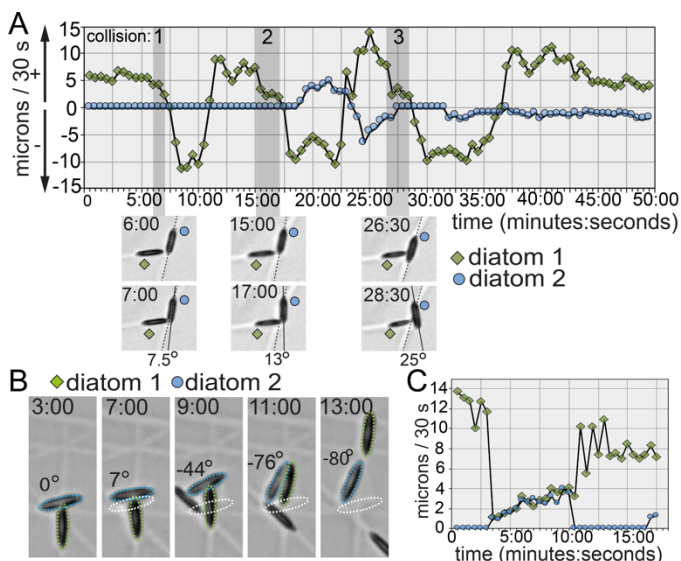 A
collision: 1 2 3
microns / 30 s
+
-
15
10
5
0
-5
-10
-15
0 5:00 10:00 15:00 20:00 25:00 30:00 35:00 40:00 45:00 50:00
time (minutes:seconds)
6:00 15:00 26:30
7:00 17:00 28:30
7.5° 13° 25°
diatom 1
diatom 2
B diatom 1 diatom 2
3:00 7:00 9:00 11:00 13:00
0° 7° -44° -76° -80°
C
microns / 30 s
14
12
10
8
6
4
2
0
0 5:00 10:00 15:00
time (minutes:seconds)